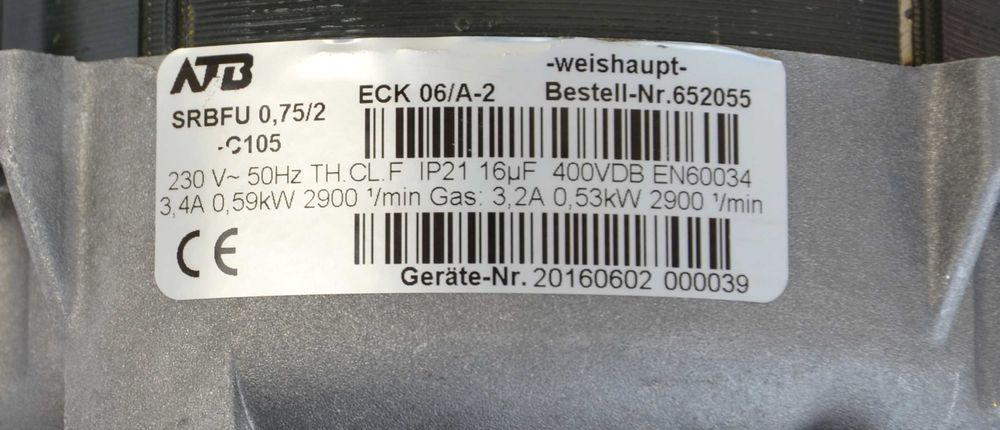 ATB
-weishaupt-
SRBFU 0,75/2
ECK 06/A-2 Bestell-Nr.652055
-C105
230 V~ 50Hz TH.CL.F IP21 16µF 400VDB EN60034
3,4A 0,59kW 2900 ¹/min Gas: 3,2A 0,53kW 2900 ¹/min
CE
Geräte-Nr. 20160602 000039